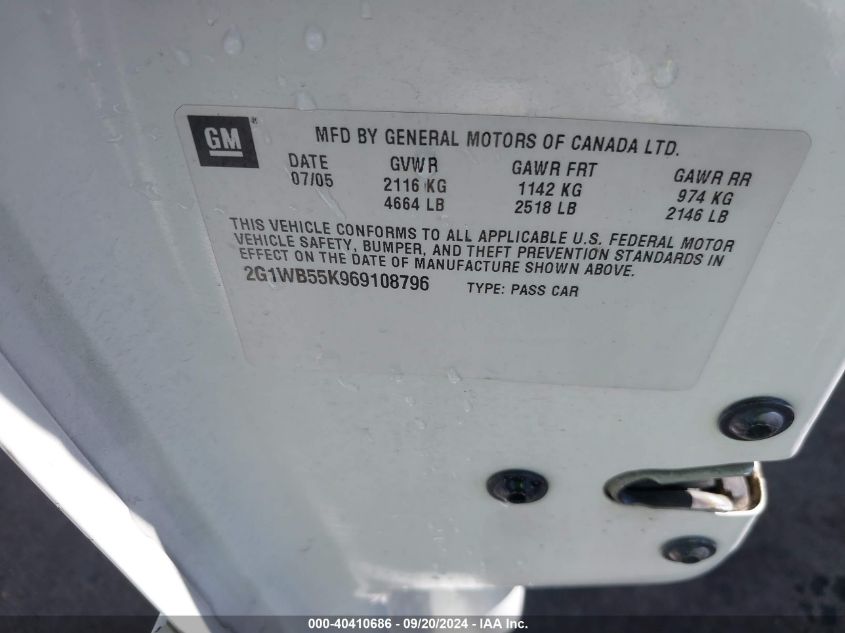 GM®
MFD BY GENERAL MOTORS OF CANADA LTD.
DATE GVWR GAWR FRT GAWR RR
07/05 2116 KG 1142 KG 974 KG
4664 LB 2518 LB 2146 LB
THIS VEHICLE CONFORMS TO ALL APPLICABLE U.S. FEDERAL MOTOR
VEHICLE SAFETY, BUMPER, AND THEFT PREVENTION STANDARDS IN
EFFECT ON THE DATE OF MANUFACTURE SHOWN ABOVE.
2G1WB55K969108796 TYPE: PASS CAR
000-40410686 - 09/20/2024 - IAA Inc.